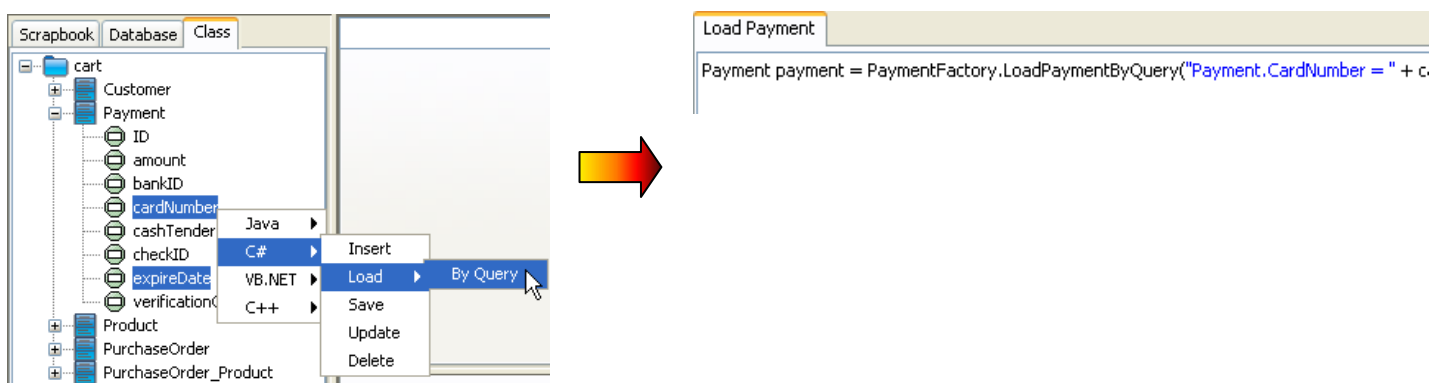 Scrapbook Database Class
cart
Customer
Payment
ID
amount
bankID
cardNumber
cashTender
checkID
expireDate
Product
PurchaseOrder
PurchaseOrder_Product
Java
C#
VB.NET
C++
Insert
Load
Save
Update
Delete
By Query
Load Payment
Payment payment = PaymentFactory.LoadPaymentByQuery("Payment.CardNumber = " +